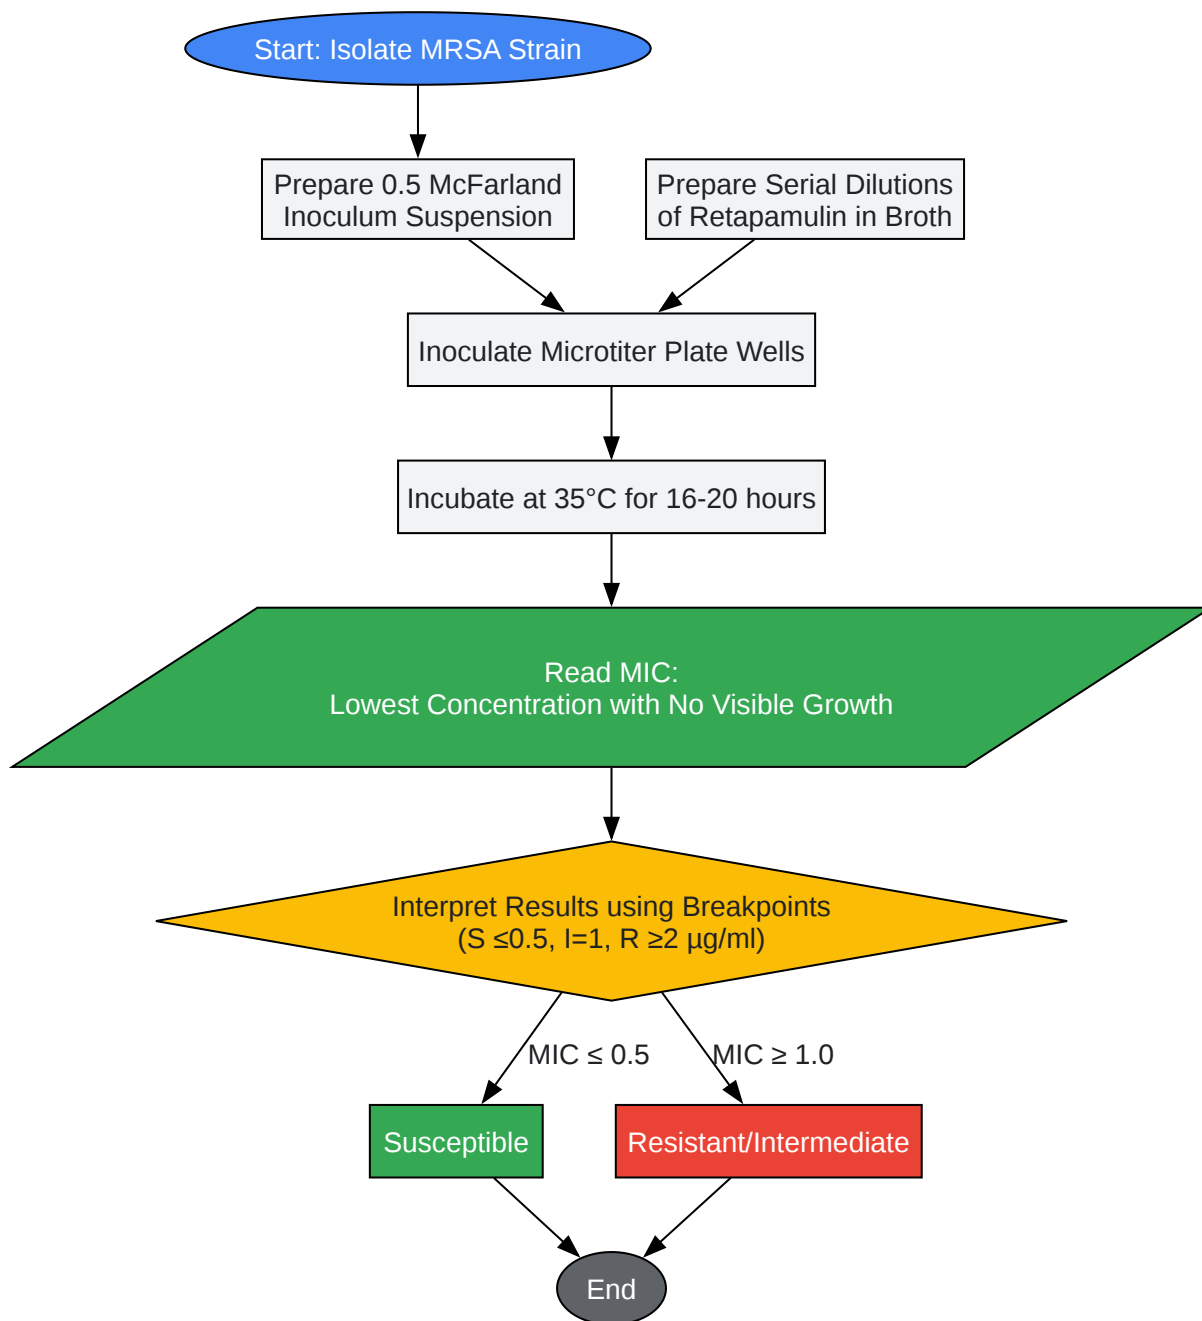 Start: Isolate MRSA Strain
Prepare 0.5 McFarland
Inoculum Suspension
Prepare Serial Dilutions
of Retapamulin in Broth
Inoculate Microtiter Plate Wells
Incubate at 35°C for 16-20 hours
Read MIC:
Lowest Concentration with No Visible Growth
Interpret Results using Breakpoints
(S ≤0.5, I=1, R ≥2 µg/ml)
MIC ≤ 0.5
MIC ≥ 1.0
Susceptible
Resistant/Intermediate
End